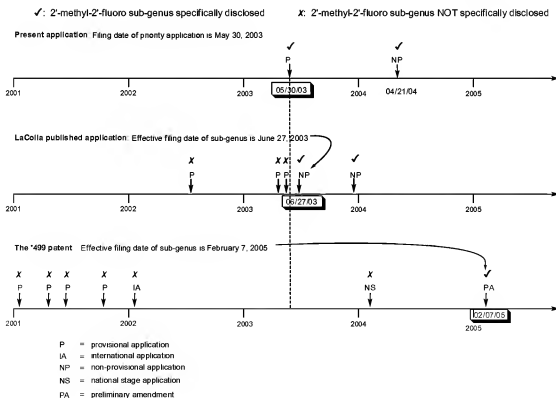 ✓: 2'-methyl-2'-fluoro sub-genus specifically disclosed
✗: 2'-methyl-2'-fluoro sub-genus NOT specifically disclosed
Present application: Filing date of priority application is May 30, 2003
✓ ✓
P NP
2001 2002 2003 05/30/03 2004 04/21/04 2005
LaColla published application: Effective filing date of sub-genus is June 27, 2003
✗ ✗ ✗ ✓ ✓
P P P NP NP
2001 2002 2003 06/27/03 2004 2005
The '499 patent Effective filing date of sub-genus is February 7, 2005
✗ ✗ ✗ ✗ ✗ ✗ ✓
P P P P IA NS PA
2001 2002 2003 2004 2005 02/07/05
P = provisional application
IA = international application
NP = non-provisional application
NS = national stage application
PA = preliminary amendment